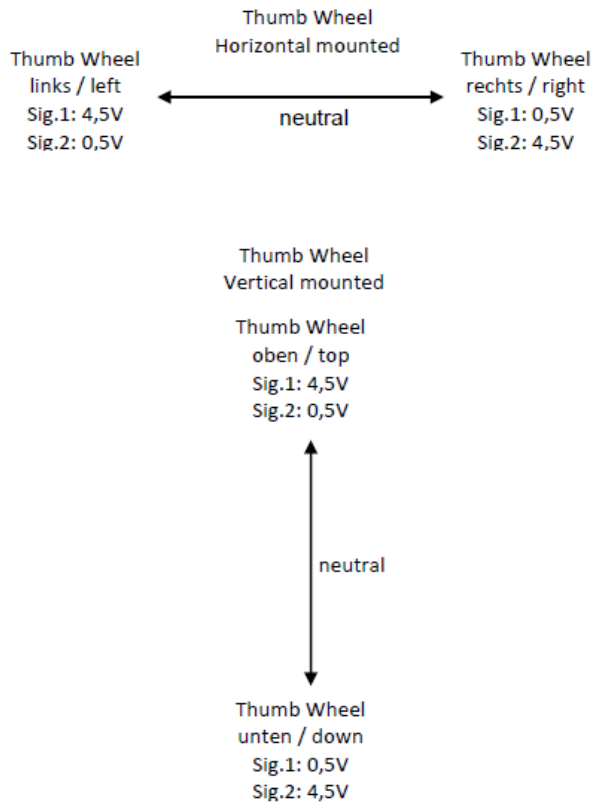 Thumb Wheel
Horizontal mounted
Thumb Wheel
links / left
Sig.1: 4,5V
Sig.2: 0,5V
neutral
Thumb Wheel
rechts / right
Sig.1: 0,5V
Sig.2: 4,5V
Thumb Wheel
Vertical mounted
Thumb Wheel
oben / top
Sig.1: 4,5V
Sig.2: 0,5V
neutral
Thumb Wheel
unten / down
Sig.1: 0,5V
Sig.2: 4,5V